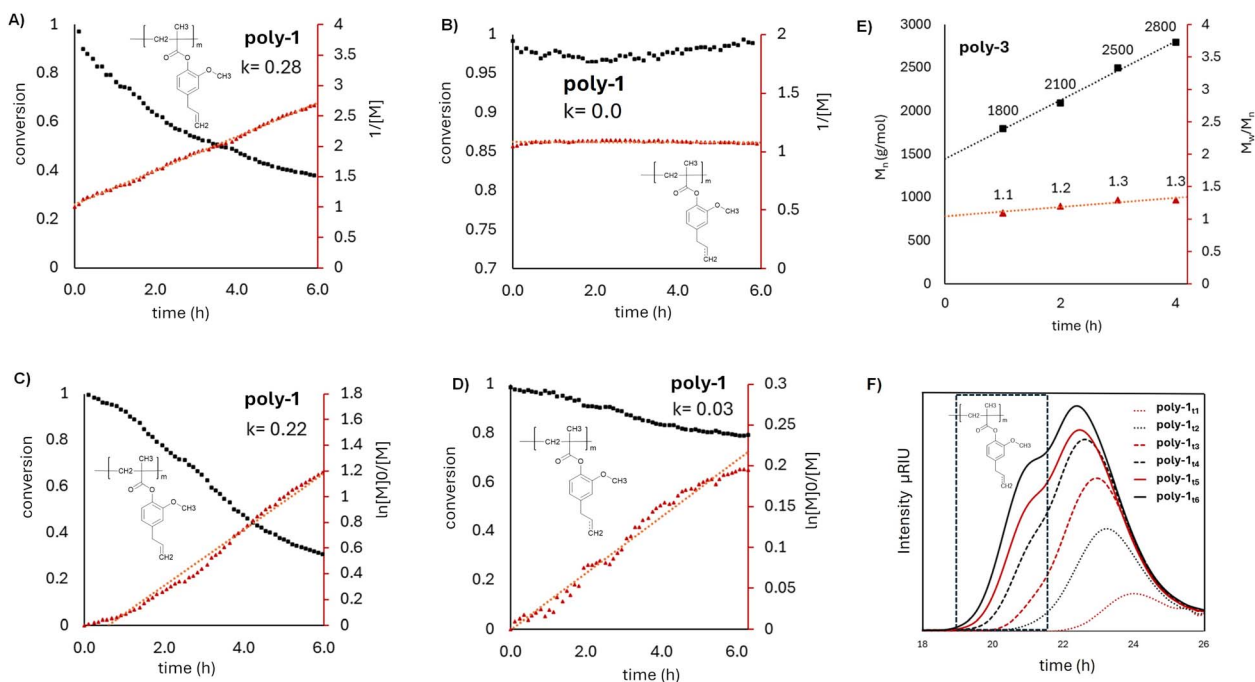 A)
poly-1
k= 0.28
CH2
CH3
m
O
O
O
CH3
CH2
conversion
1
0.8
0.6
0.4
0.2
0
0.0
2.0
4.0
6.0
time (h)
4
3.5
3
2.5
2
1.5
1
0.5
0
1/[M]
B)
poly-1
k= 0.0
CH2
CH3
m
O
O
O
CH3
CH2
conversion
1
0.95
0.9
0.85
0.8
0.75
0.7
0.0
2.0
4.0
6.0
time (h)
2
1.5
1
0.5
0
1/[M]
E)
poly-3
Mn (g/mol)
3000
2500
2000
1500
1000
500
0
1800
2100
2500
2800
1.1
1.2
1.3
1.3
0
1
2
3
4
time (h)
4
3.5
3
2.5
2
1.5
1
0.5
0
Mw/Mn
C)
poly-1
k= 0.22
CH2
CH3
m
O
O
O
CH3
CH2
conversion
1
0.8
0.6
0.4
0.2
0
0.0
2.0
4.0
6.0
time (h)
1.8
1.6
1.4
1.2
1
0.8
0.6
0.4
0.2
0
ln[M]0/[M]
D)
poly-1
k= 0.03
CH2
CH3
m
O
O
O
CH3
CH2
conversion
1
0.8
0.6
0.4
0.2
0
0.0
2.0
4.0
6.0
time (h)
0.3
0.25
0.2
0.15
0.1
0.05
0
ln[M]0/[M]
F)
CH2
CH3
m
O
O
O
CH3
CH2
poly-1t1
poly-1t2
poly-1t3
poly-1t4
poly-1t5
poly-1t6
Intensity µRIU
18
20
22
24
26
time (h)